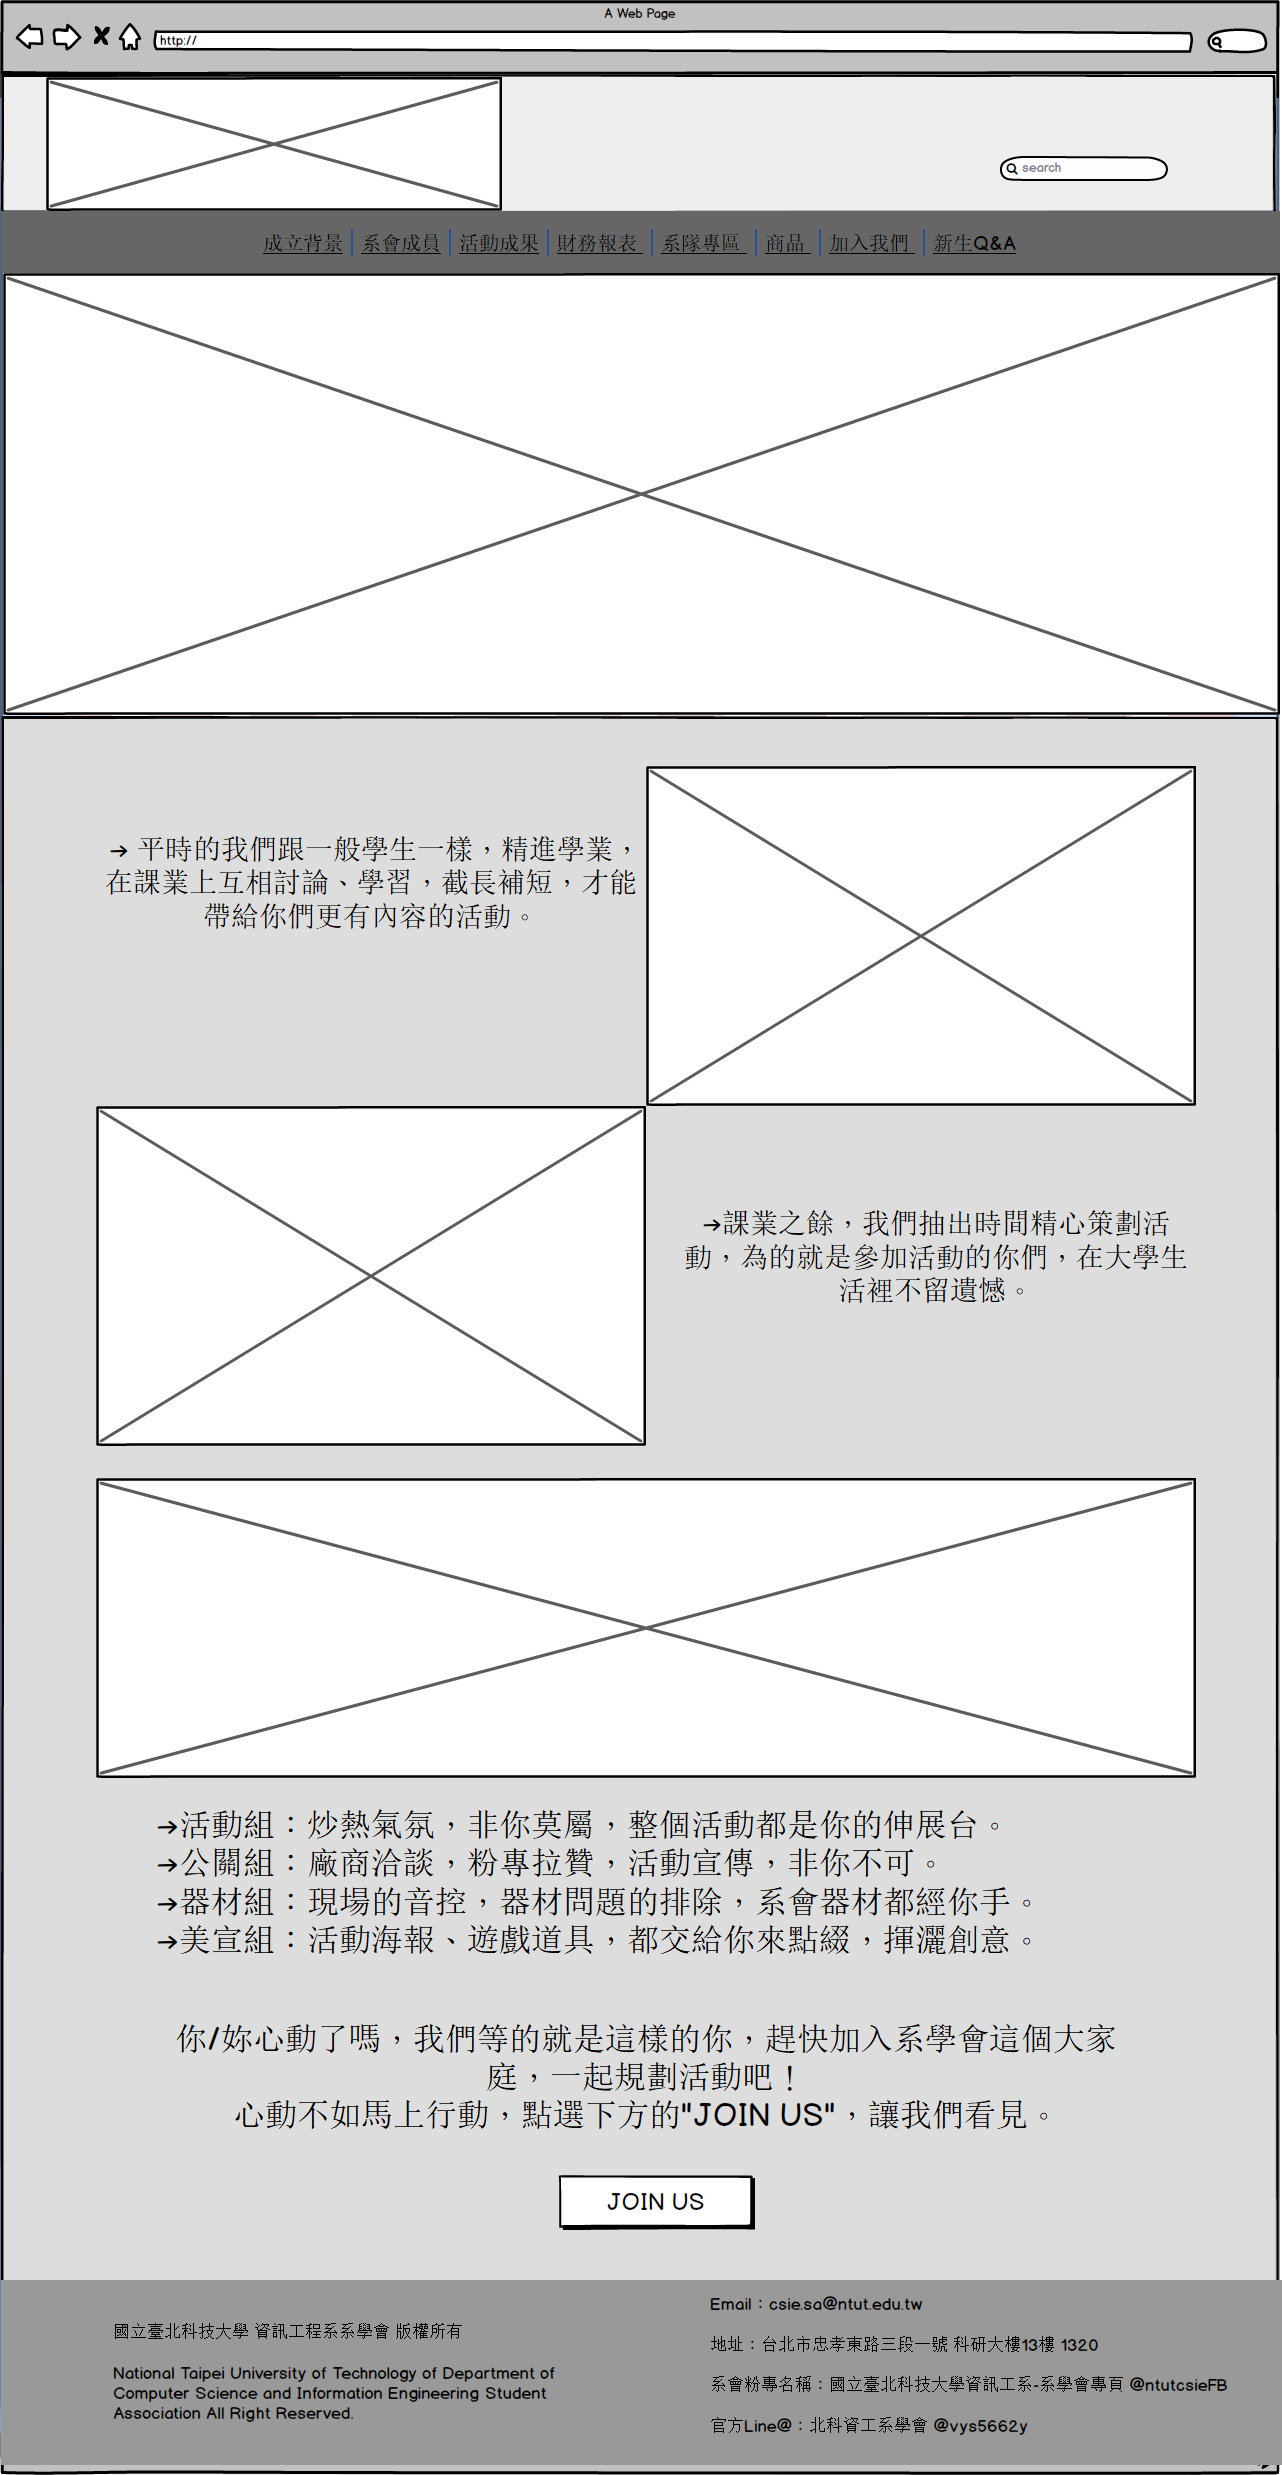 A Web Page
http://
search
成立背景 系會成員 活動成果 財務報表 系隊專區 商品 加入我們 新生Q&A
➔ 平時的我們跟一般學生一樣，精進學業，
在課業上互相討論、學習，截長補短，才能
帶給你們更有內容的活動。
➔課業之餘，我們抽出時間精心策劃活
動，為的就是參加活動的你們，在大學生
活裡不留遺憾。
➔活動組：炒熱氣氛，非你莫屬，整個活動都是你的伸展台。
➔公關組：廠商洽談，粉專拉贊，活動宣傳，非你不可。
➔器材組：現場的音控，器材問題的排除，系會器材都經你手。
➔美宣組：活動海報、遊戲道具，都交給你來點綴，揮灑創意。
你/妳心動了嗎，我們等的就是這樣的你，趕快加入系學會這個大家
庭，一起規劃活動吧！
心動不如馬上行動，點選下方的"JOIN US"，讓我們看見。
JOIN US
國立臺北科技大學 資訊工程系系學會 版權所有
National Taipei University of Technology of Department of
Computer Science and Information Engineering Student
Association All Right Reserved.
Email：csie.sa@ntut.edu.tw
地址：台北市忠孝東路三段一號 科研大樓13樓 1320
系會粉專名稱：國立臺北科技大學資訊工系-系學會專頁 @ntutcsieFB
官方Line@：北科資工系學會 @vys5662y